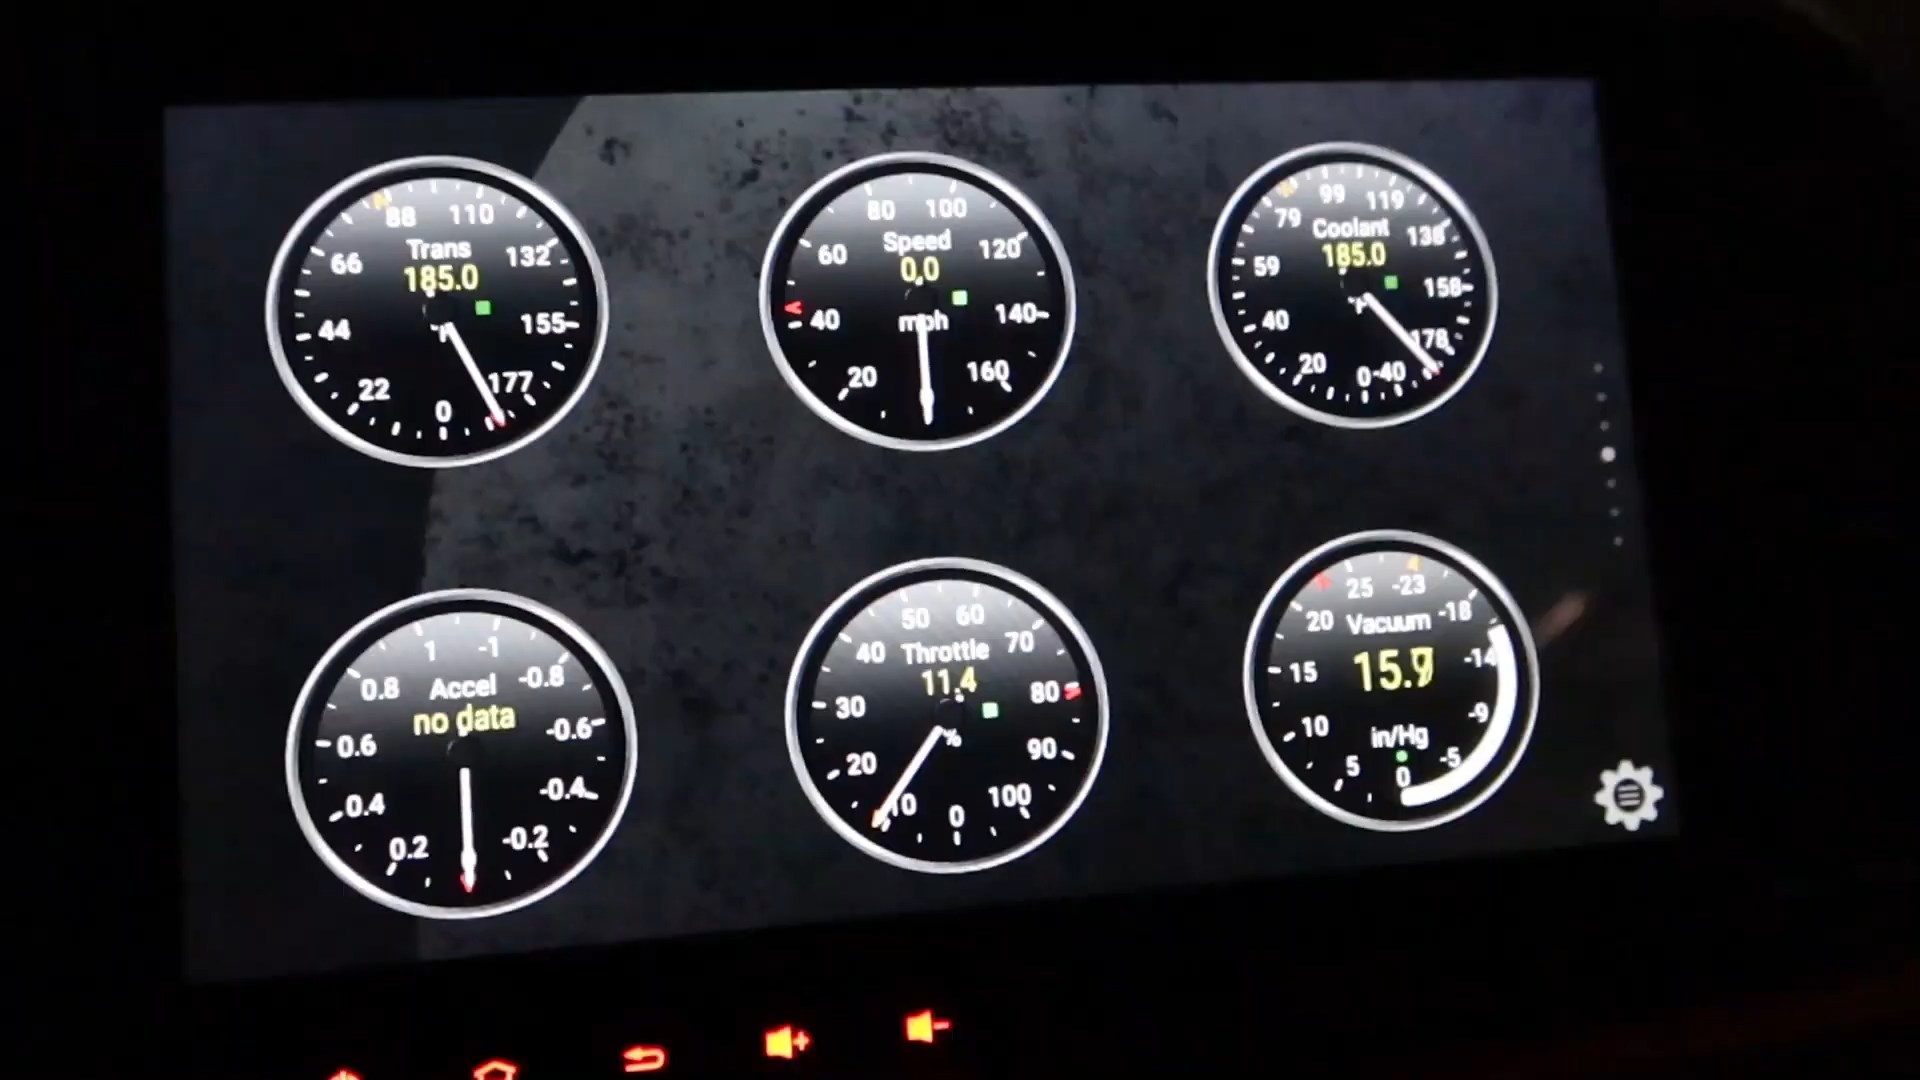 88 110
66 Trans 132
185.0
44 155
°F
22 177
0
80 100
60 Speed 120
0.0
40 mph 140
20 160
99 119
79 Coolant 138
185.0
59 158
°F
40 178
20 0 -40
1 -1
0.8 Accel -0.8
no data
0.6 -0.6
0.4 -0.4
0.2 -0.2
50 60
40 Throttle 70
11.4
30 80
%
20 90
10 0 100
25 -23
20 Vacuum -18
15 -14
10 in/Hg -9
5 0 -5